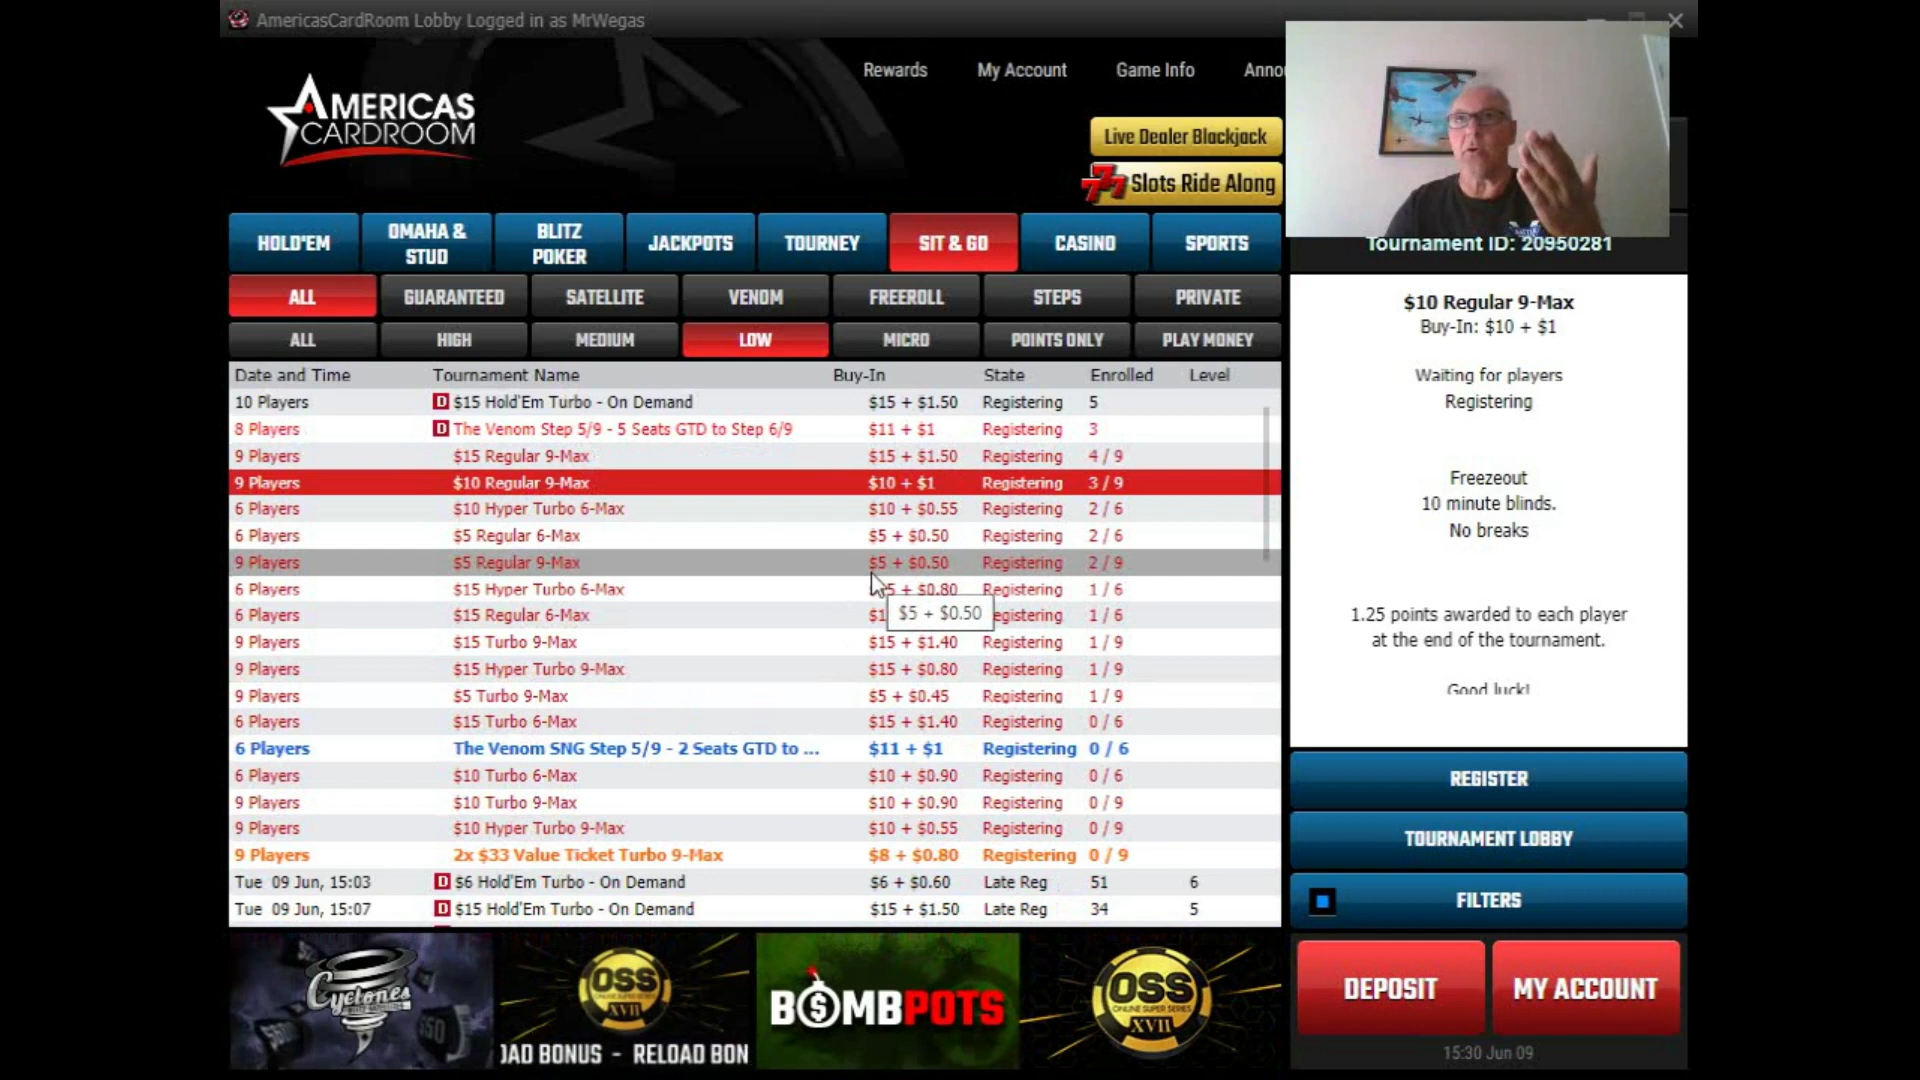 AmericasCardRoom Lobby Logged in as MrWegas
Rewards My Account Game Info Anno
AMERICAS
CARDROOM
Live Dealer Blackjack
777 Slots Ride Along
HOLD'EM OMAHA & STUD BLITZ POKER JACKPOTS TOURNEY SIT & GO CASINO SPORTS
ALL GUARANTEED SATELLITE VENOM FREEROLL STEPS PRIVATE
ALL HIGH MEDIUM LOW MICRO POINTS ONLY PLAY MONEY
Date and Time Tournament Name Buy-In State Enrolled Level
10 Players D $15 Hold'Em Turbo - On Demand $15 + $1.50 Registering 5
8 Players D The Venom Step 5/9 - 5 Seats GTD to Step 6/9 $11 + $1 Registering 3
9 Players $15 Regular 9-Max $15 + $1.50 Registering 4 / 9
9 Players $10 Regular 9-Max $10 + $1 Registering 3 / 9
6 Players $10 Hyper Turbo 6-Max $10 + $0.55 Registering 2 / 6
6 Players $5 Regular 6-Max $5 + $0.50 Registering 2 / 6
9 Players $5 Regular 9-Max $5 + $0.50 Registering 2 / 9
6 Players $15 Hyper Turbo 6-Max 5 + $0.80 Registering 1 / 6
6 Players $15 Regular 6-Max $1 egistering 1 / 6
$5 + $0.50
9 Players $15 Turbo 9-Max $15 + $1.40 Registering 1 / 9
9 Players $15 Hyper Turbo 9-Max $15 + $0.80 Registering 1 / 9
9 Players $5 Turbo 9-Max $5 + $0.45 Registering 1 / 9
6 Players $15 Turbo 6-Max $15 + $1.40 Registering 0 / 6
6 Players The Venom SNG Step 5/9 - 2 Seats GTD to ... $11 + $1 Registering 0 / 6
6 Players $10 Turbo 6-Max $10 + $0.90 Registering 0 / 6
9 Players $10 Turbo 9-Max $10 + $0.90 Registering 0 / 9
9 Players $10 Hyper Turbo 9-Max $10 + $0.55 Registering 0 / 9
9 Players 2x $33 Value Ticket Turbo 9-Max $8 + $0.80 Registering 0 / 9
Tue 09 Jun, 15:03 D $6 Hold'Em Turbo - On Demand $6 + $0.60 Late Reg 51 6
Tue 09 Jun, 15:07 D $15 Hold'Em Turbo - On Demand $15 + $1.50 Late Reg 34 5
Tournament ID: 20950281
$10 Regular 9-Max
Buy-In: $10 + $1
Waiting for players
Registering
Freezeout
10 minute blinds.
No breaks
1.25 points awarded to each player
at the end of the tournament.
Good luck!
REGISTER
TOURNAMENT LOBBY
FILTERS
DEPOSIT MY ACCOUNT
15:30 Jun 09
Cyclones
$50
OSS
XVII
OAD BONUS - RELOAD BON
B$MBPOTS
OSS
ONLINE SUPER SERIES
XVII